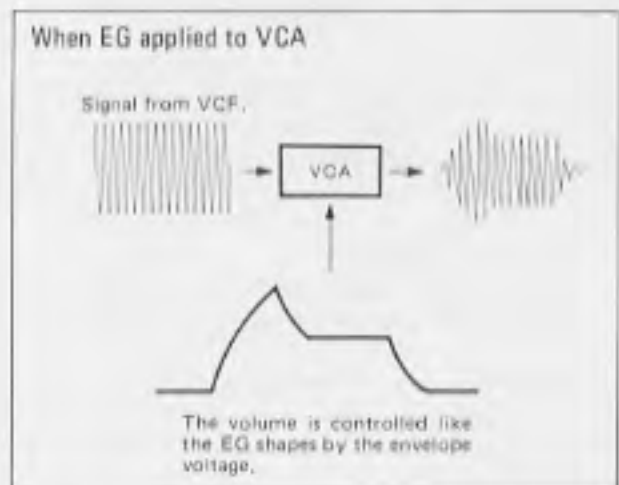 When EG applied to VCA
Signal from VCF.
VCA
The volume is controlled like
the EG shapes by the envelope
voltage.